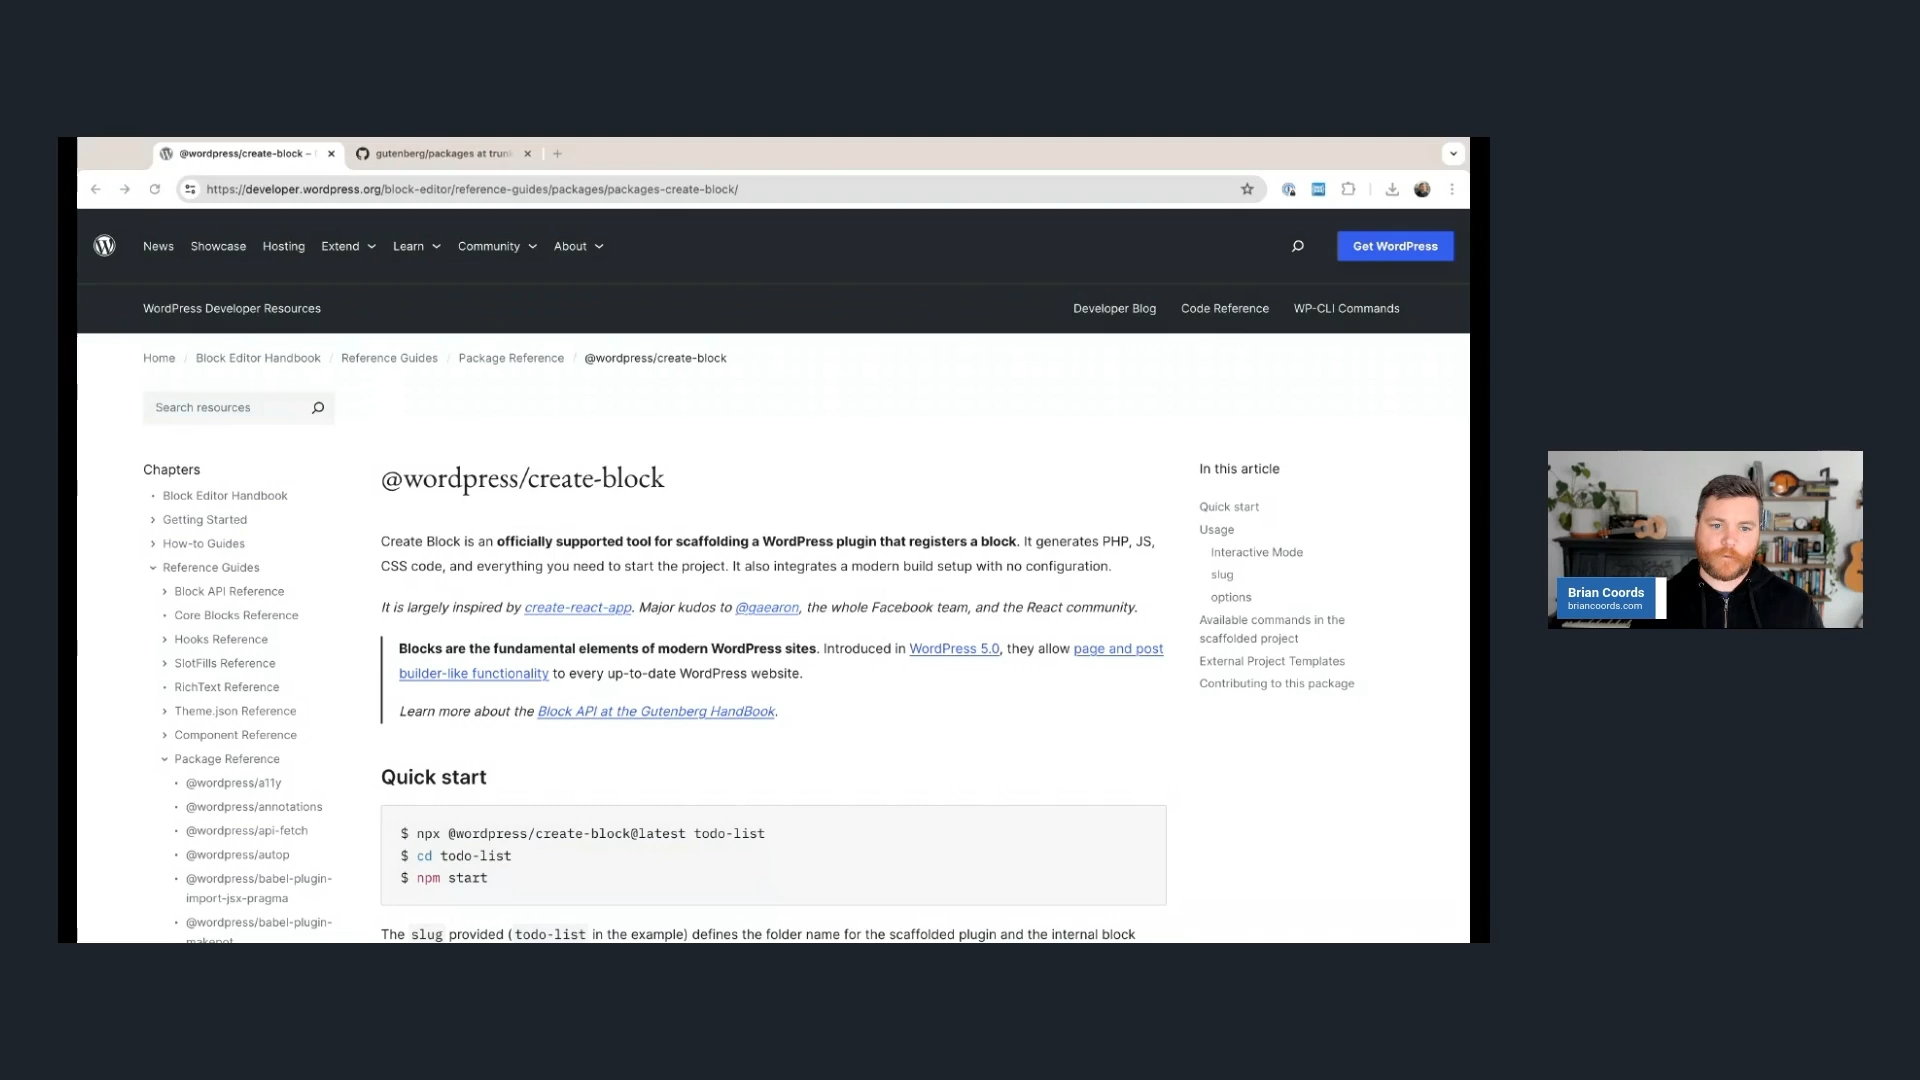 @wordpress/create-block –
gutenberg/packages at trun
https://developer.wordpress.org/block-editor/reference-guides/packages/packages-create-block/
News Showcase Hosting Extend Learn Community About
Get WordPress
WordPress Developer Resources
Developer Blog Code Reference WP-CLI Commands
Home / Block Editor Handbook / Reference Guides / Package Reference / @wordpress/create-block
Search resources
Chapters
Block Editor Handbook
Getting Started
How-to Guides
Reference Guides
Block API Reference
Core Blocks Reference
Hooks Reference
SlotFills Reference
RichText Reference
Theme.json Reference
Component Reference
Package Reference
@wordpress/a11y
@wordpress/annotations
@wordpress/api-fetch
@wordpress/autop
@wordpress/babel-plugin-
import-jsx-pragma
@wordpress/babel-plugin-
makepot
@wordpress/create-block
Create Block is an officially supported tool for scaffolding a WordPress plugin that registers a block. It generates PHP, JS,
CSS code, and everything you need to start the project. It also integrates a modern build setup with no configuration.
It is largely inspired by create-react-app. Major kudos to @gaearon, the whole Facebook team, and the React community.
Blocks are the fundamental elements of modern WordPress sites. Introduced in WordPress 5.0, they allow page and post
builder-like functionality to every up-to-date WordPress website.
Learn more about the Block API at the Gutenberg HandBook.
Quick start
$ npx @wordpress/create-block@latest todo-list
$ cd todo-list
$ npm start
The slug provided (todo-list in the example) defines the folder name for the scaffolded plugin and the internal block
In this article
Quick start
Usage
Interactive Mode
slug
options
Available commands in the
scaffolded project
External Project Templates
Contributing to this package
Brian Coords
briancoords.com